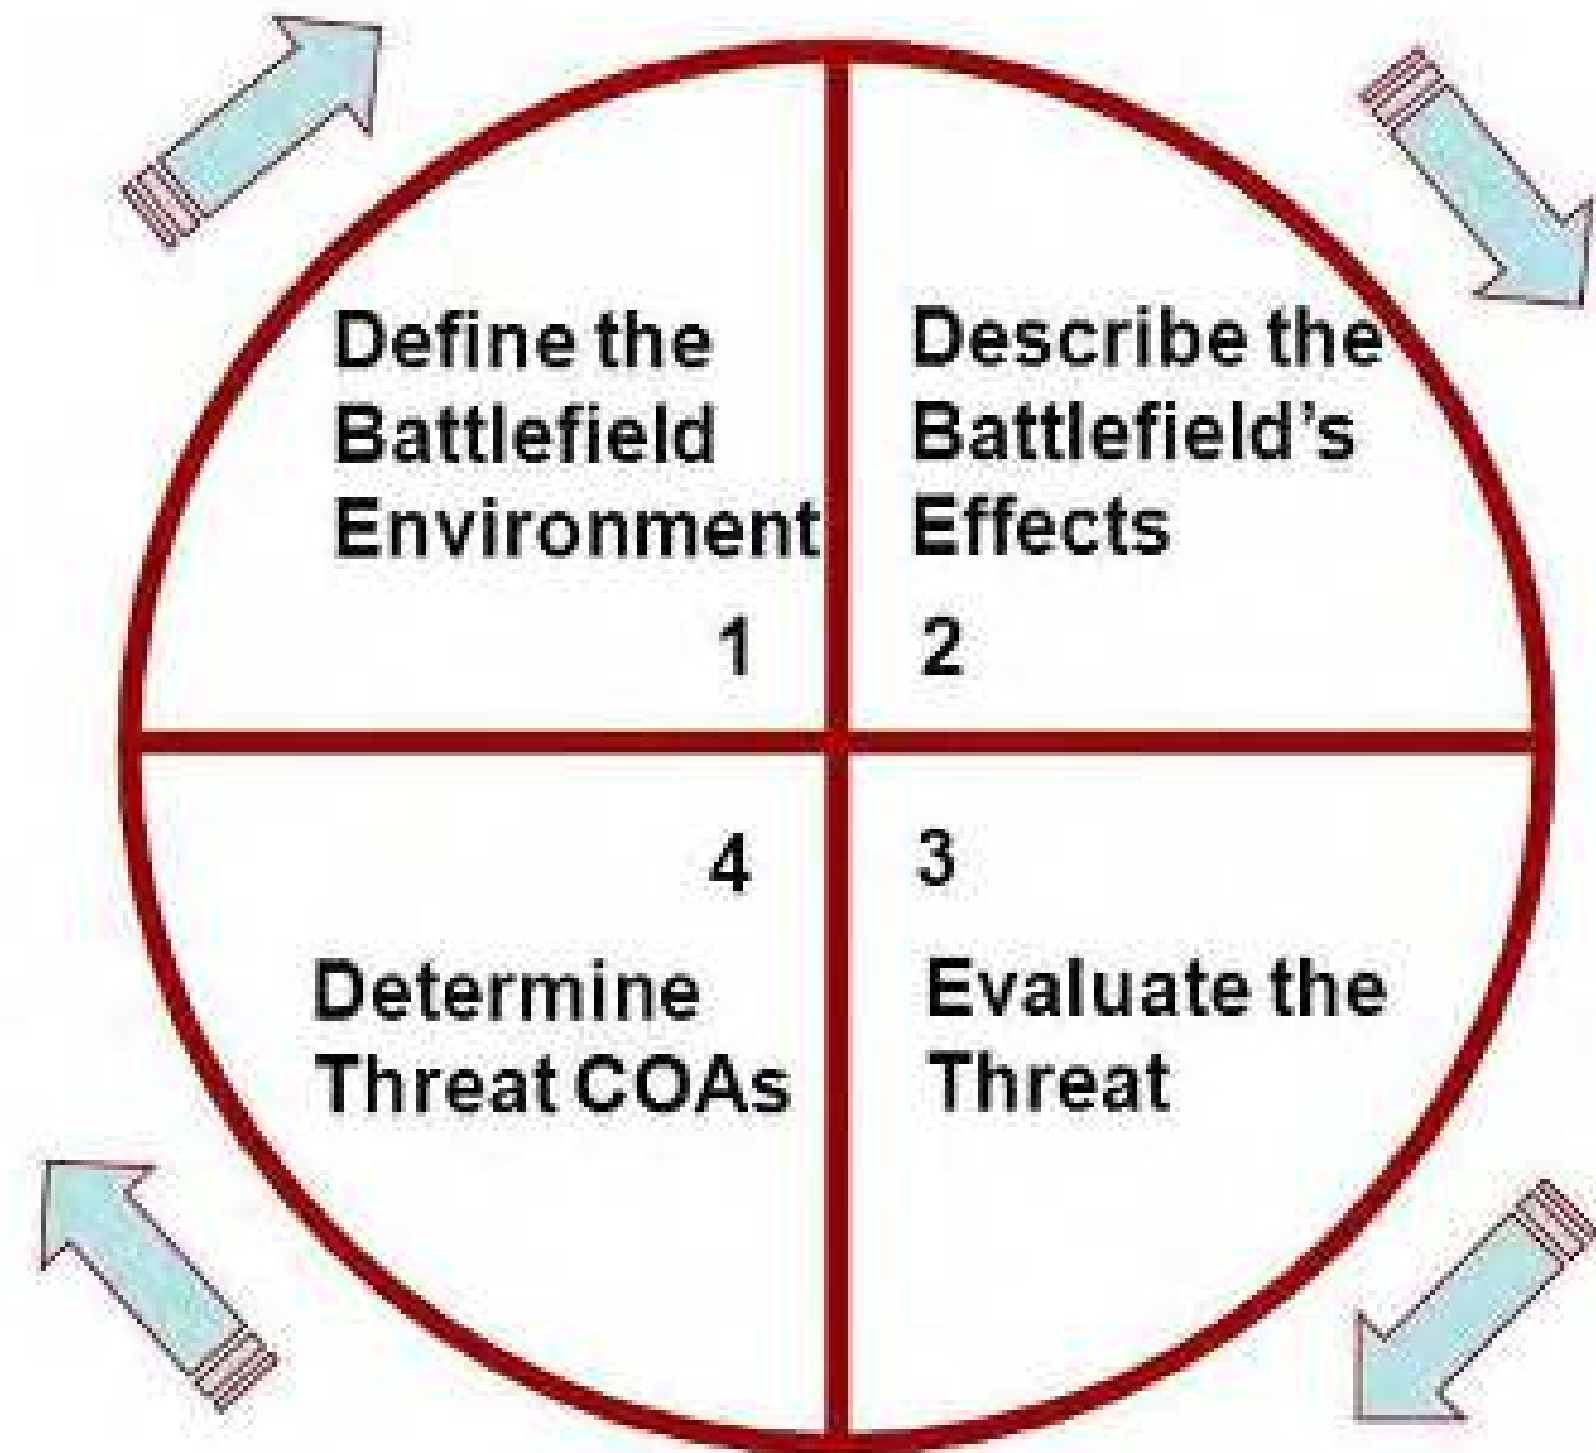 Define the
Battlefield
Environment
1
Describe the
Battlefield's
Effects
2
3
Evaluate the
Threat
4
Determine
Threat COAs